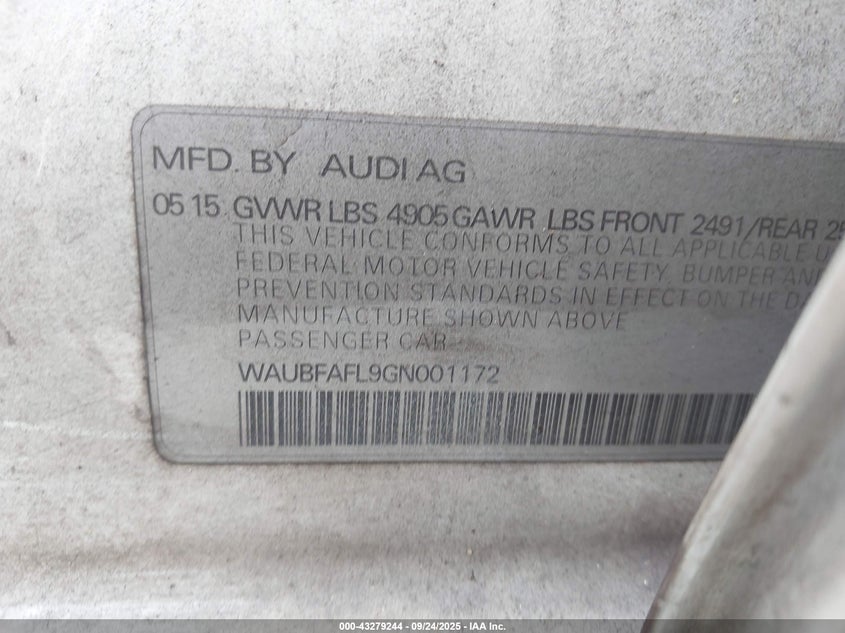 MFD. BY AUDI AG
05 15 GVWR LBS 4905 GAWR LBS FRONT 2491/REAR
THIS VEHICLE CONFORMS TO ALL APPLICABLE
FEDERAL MOTOR VEHICLE SAFETY, BUMPER AND
PREVENTION STANDARDS IN EFFECT ON THE
MANUFACTURE SHOWN ABOVE
PASSENGER CAR
WAUBFAFL9GN001172
000-43279244 - 09/24/2025 - IAA Inc.